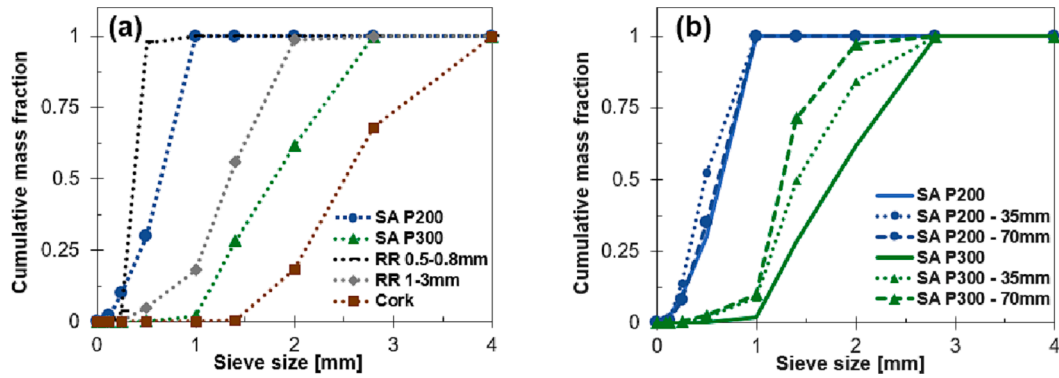 (a)
Cumulative mass fraction
1
0.75
0.5
0.25
0
0 1 2 3 4
Sieve size [mm]
SA P200
SA P300
RR 0.5-0.8mm
RR 1-3mm
Cork
(b)
Cumulative mass fraction
1
0.75
0.5
0.25
0
0 1 2 3 4
Sieve size [mm]
SA P200
SA P200 - 35mm
SA P200 - 70mm
SA P300
SA P300 - 35mm
SA P300 - 70mm